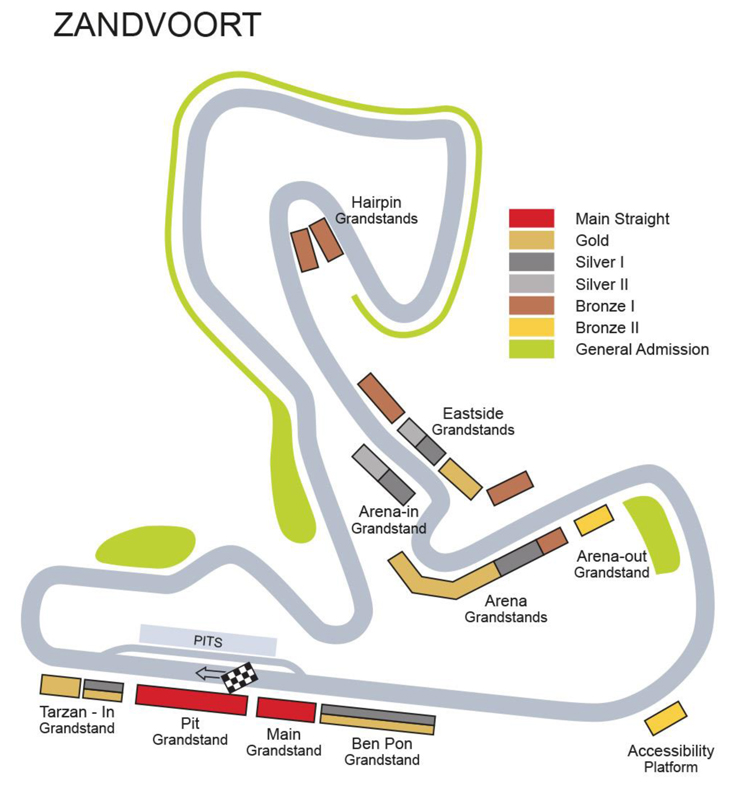 ZANDVOORT
Hairpin
Grandstands
Main Straight
Gold
Silver I
Silver II
Bronze I
Bronze II
General Admission
Eastside
Grandstands
Arena-in
Grandstand
Arena-out
Grandstand
Arena
Grandstands
PITS
Tarzan - In
Grandstand
Pit
Grandstand
Main
Grandstand
Ben Pon
Grandstand
Accessibility
Platform